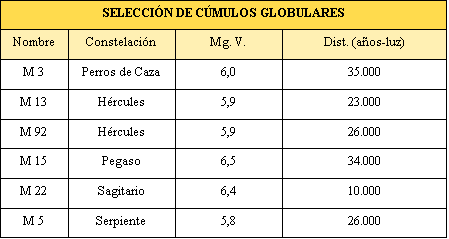 SELECCIÓN DE CÚMULOS GLOBULARES
Nombre Constelación Mg. V. Dist. (años-luz)
M 3 Perros de Caza 6,0 35.000
M 13 Hércules 5,9 23.000
M 92 Hércules 5,9 26.000
M 15 Pegaso 6,5 34.000
M 22 Sagitario 6,4 10.000
M 5 Serpiente 5,8 26.000